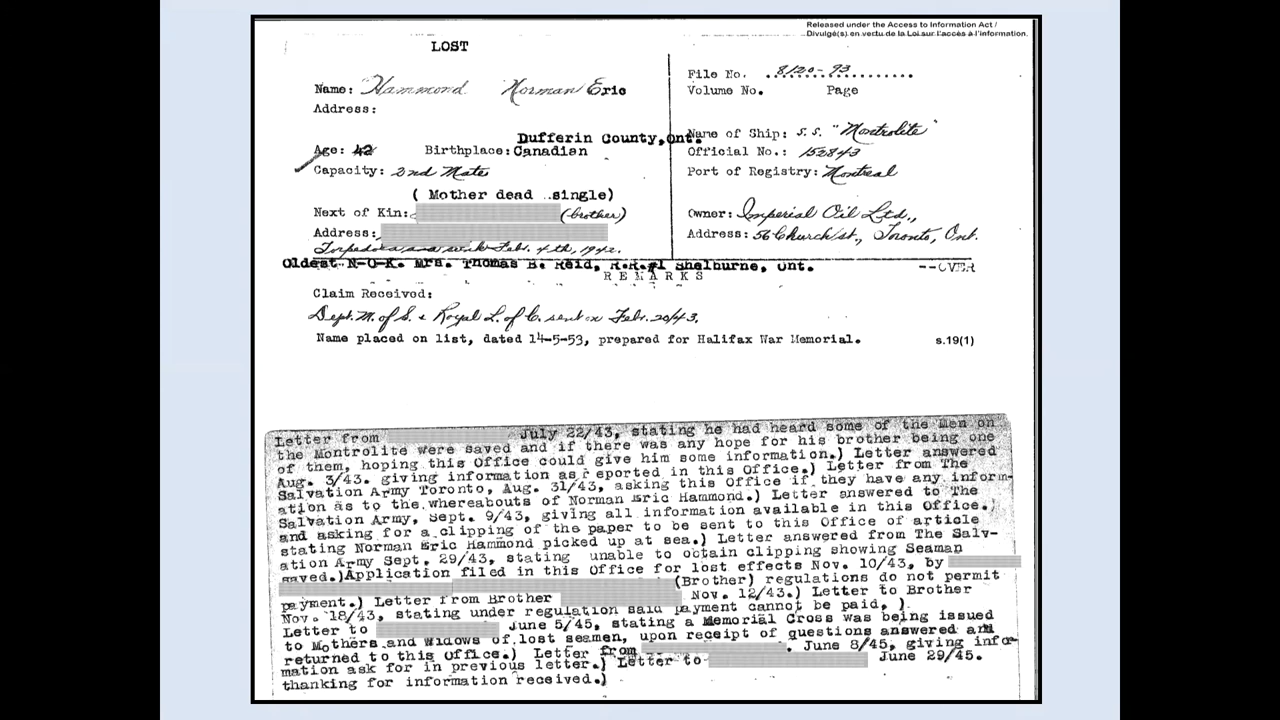 Released under the Access to Information Act /
Divulgé(s) en vertu de la Loi sur l'accès à l'information.
LOST
Name: Hammond Norman Eric
Address:
Dufferin County, Ont.
Age: 42 Birthplace: Canadian
Capacity: 2nd Mate
( Mother dead ..single)
Next of Kin: (brother)
Address:
Torpedoed and sunk Feb. 4th, 1942.
File No. 8120-93
Volume No. Page
Name of Ship: S.S. "Montrolite"
Official No.: 152843
Port of Registry: Montreal
Owner: Imperial Oil Ltd.,
Address: 56 Church St., Toronto, Ont.
Oldest N-O-K. Mrs. Thomas B. Reid, R.R.#1 Shelburne, Ont. --OVER
REMARKS
Claim Received:
Dept. M. of S. & Royal L. of C. sent on Feb. 20/43.
Name placed on list, dated 14-5-53, prepared for Halifax War Memorial. s.19(1)
Letter from July 22/43, stating he had heard some of the Men on
the Montrolite were saved and if there was any hope for his brother being one
of them, hoping this Office could give him some information.) Letter answered
Aug. 3/43. giving information as reported in this Office.) Letter from The
Salvation Army Toronto, Aug. 31/43, asking this Office if they have any inform-
ation as to the whereabouts of Norman Eric Hammond.) Letter answered to The
Salvation Army, Sept. 9/43, giving all information available in this Office.)
and asking for a clipping of the paper to be sent to this Office of article
stating Norman Eric Hammond picked up at sea.) Letter answered from The Salv-
ation Army Sept. 29/43, stating unable to obtain clipping showing Seaman
saved.)Application filed in this Office for lost effects Nov. 10/43, by
(Brother) regulations do not permit
payment.) Letter from Brother Nov. 12/43.) Letter to Brother
Nov. 18/43, stating under regulation said payment cannot be paid, ).
Letter to June 5/45, stating a Memorial Cross was being issued
to Mothers and Widows of lost seamen, upon receipt of questions answered and
returned to this Office.) Letter from . June 8/45, giving infor-
mation ask for in previous letter.) Letter to June 29/45.
thanking for information received.)